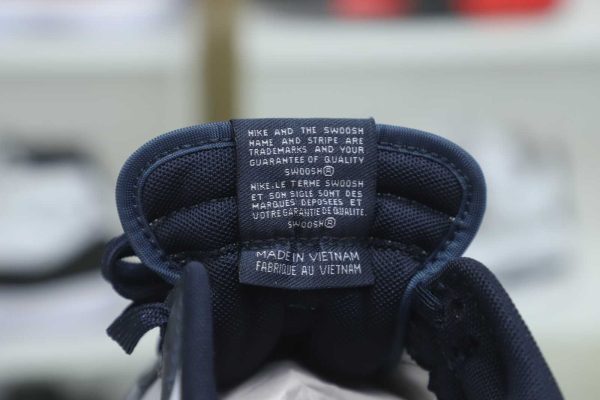 NIKE AND THE SWOOSH
NAME AND STRIPE ARE
TRADEMARKS AND YOUR
GUARANTEE OF QUALITY
SWOOSH®
NIKE.LE TERME SWOOSH
ET SON SIGLE SONT DES
MARQUES DEPOSEES ET
VOTRE GARANTIE DE QUALITE.
SWOOSH®
MADE IN VIETNAM
FABRIQUE AU VIETNAM